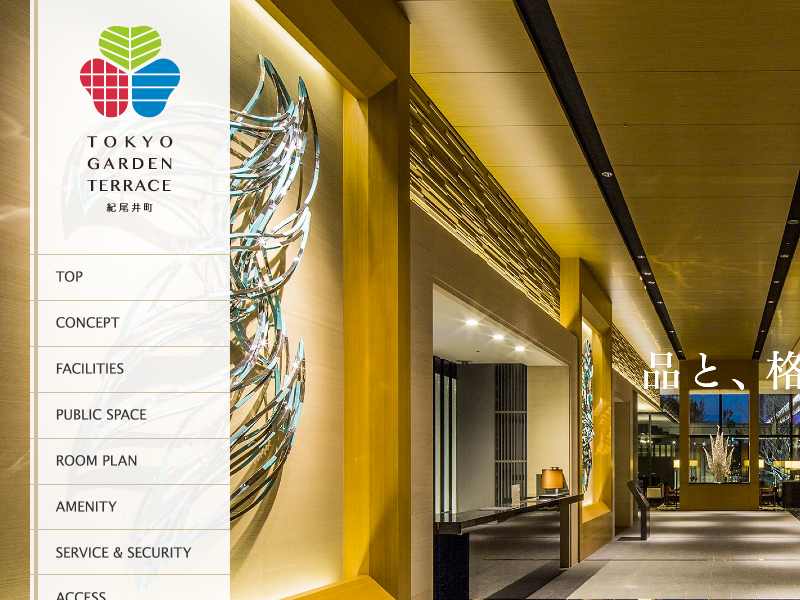 TOKYO
GARDEN
TERRACE
紀尾井町
TOP
CONCEPT
FACILITIES
PUBLIC SPACE
ROOM PLAN
AMENITY
SERVICE & SECURITY
ACCESS
品と、格